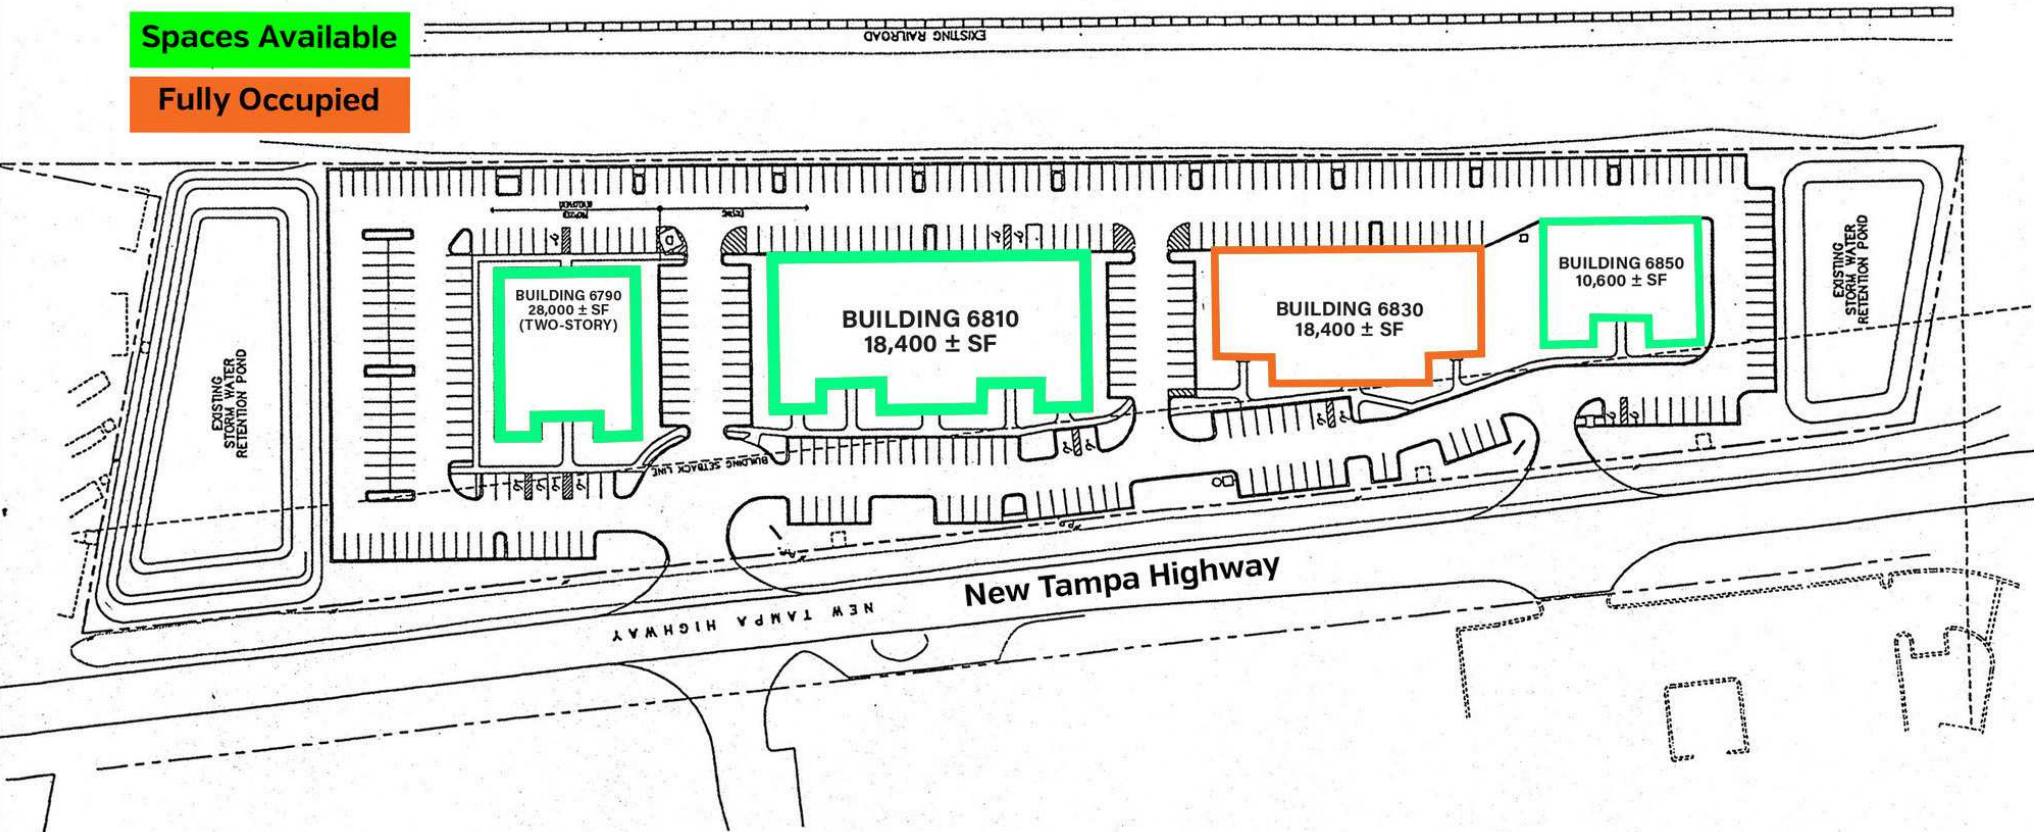 Spaces Available
Fully Occupied
EXISTING RAILROAD
EXISTING
STORM WATER
RETENTION POND
BUILDING 6790
28,000 ± SF
(TWO-STORY)
BUILDING 6810
18,400 ± SF
BUILDING 6830
18,400 ± SF
BUILDING 6850
10,600 ± SF
EXISTING
STORM WATER
RETENTION POND
BUILDING SETBACK LINE
New Tampa Highway
NEW TAMPA HIGHWAY